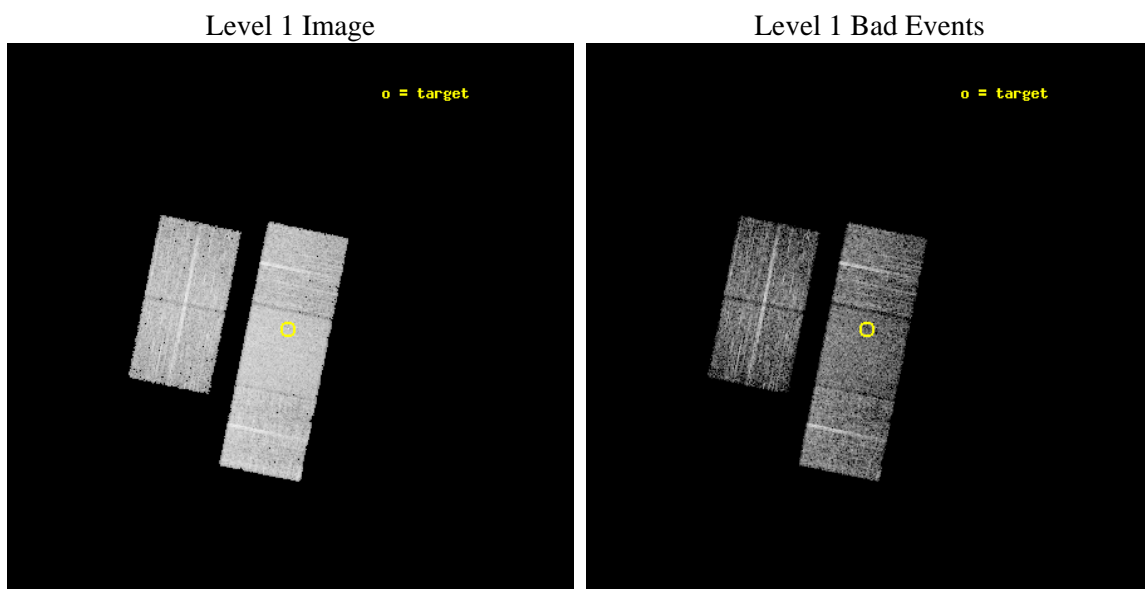 Level 1 Image
Level 1 Bad Events
o = target
o = target